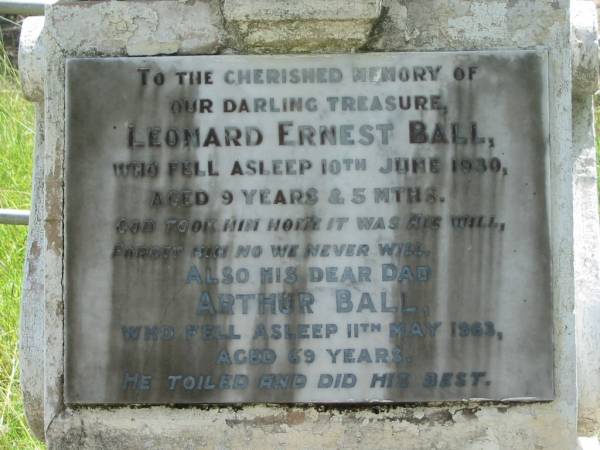 TO THE CHERISHED MEMORY OF
OUR DARLING TREASURE,
LEONARD ERNEST BALL,
WHO FELL ASLEEP 10TH JUNE 1930,
AGED 9 YEARS & 5 MTHS.
GOD TOOK HIM HOME IT WAS HIS WILL,
FORGET HIM NO WE NEVER WILL.
ALSO HIS DEAR DAD
ARTHUR BALL,
WHO FELL ASLEEP 11TH MAY 1963,
AGED 69 YEARS.
HE TOILED AND DID HIS BEST.